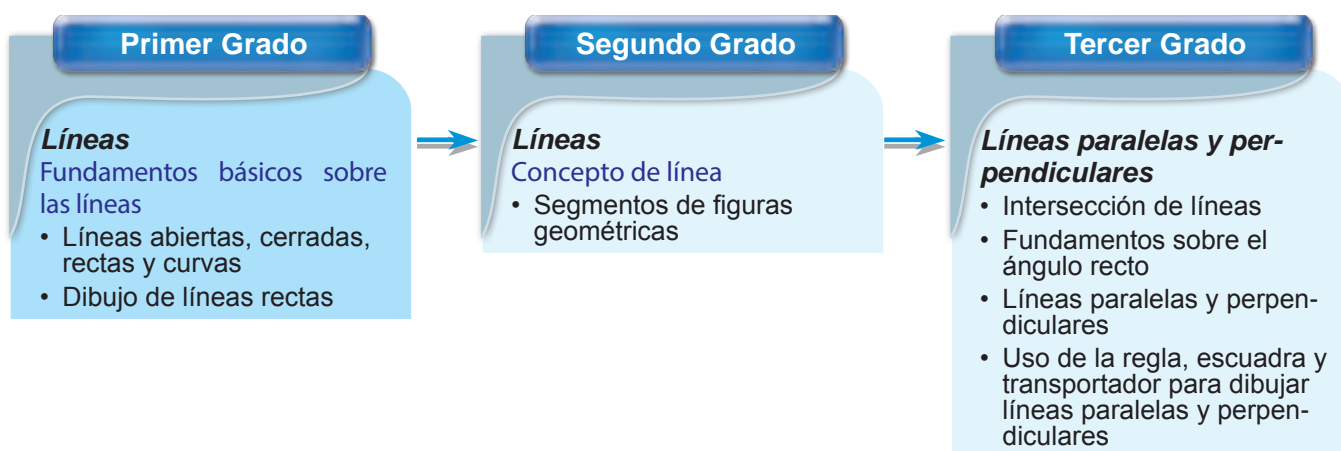 Primer Grado
Líneas
Fundamentos básicos sobre
las líneas
• Líneas abiertas, cerradas,
rectas y curvas
• Dibujo de líneas rectas
Segundo Grado
Líneas
Concepto de línea
• Segmentos de figuras
geométricas
Tercer Grado
Líneas paralelas y per-
pendiculares
• Intersección de líneas
• Fundamentos sobre el
ángulo recto
• Líneas paralelas y perpen-
diculares
• Uso de la regla, escuadra y
transportador para dibujar
líneas paralelas y perpen-
diculares